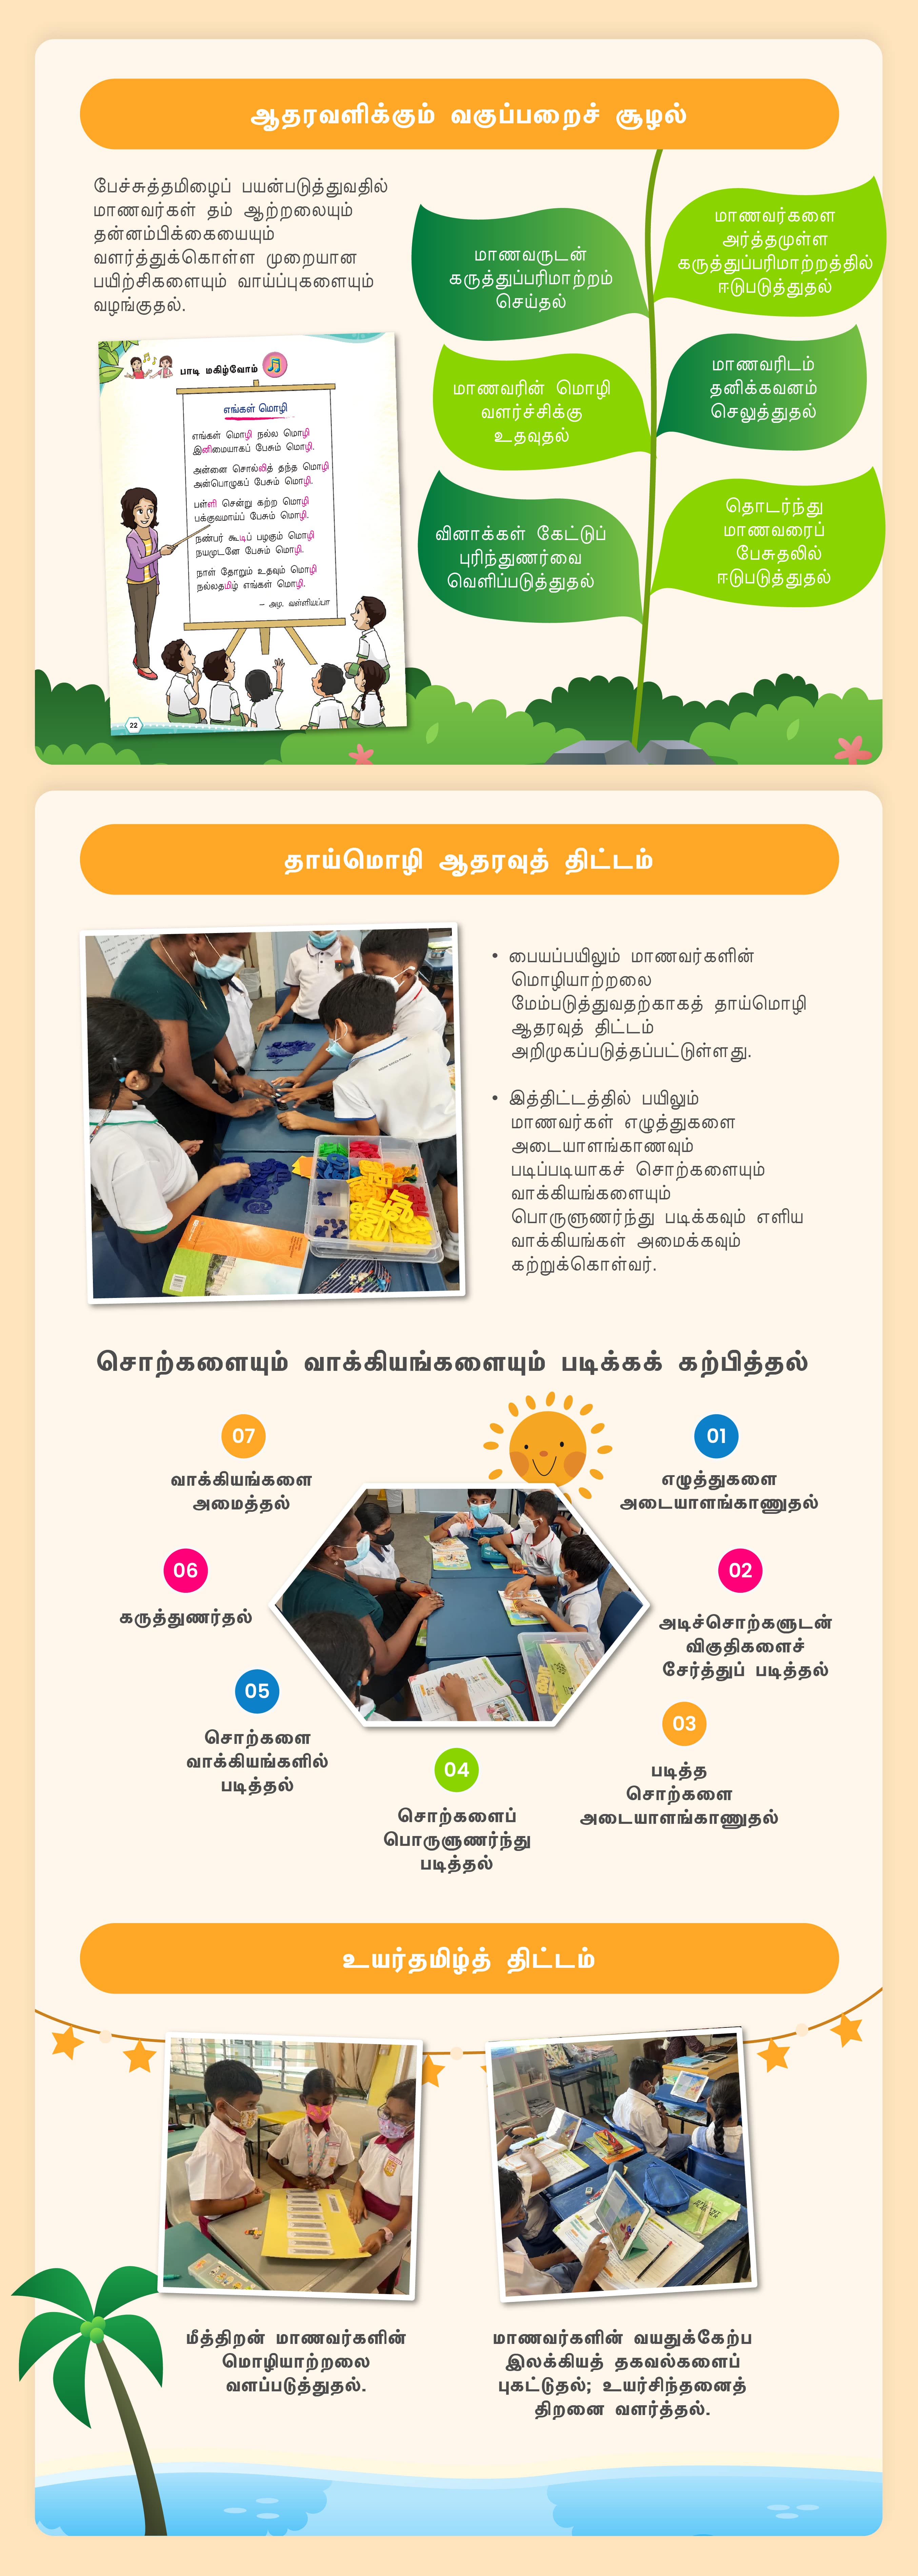 ஆதரவளிக்கும் வகுப்பறைச் சூழல்
பேச்சுத்தமிழைப் பயன்படுத்துவதில்
மாணவர்கள் தம் ஆற்றலையும்
தன்னம்பிக்கையையும்
வளர்த்துக்கொள்ள முறையான
பயிற்சிகளையும் வாய்ப்புகளையும்
வழங்குதல்.
பாடி மகிழ்வோம்
எங்கள் மொழி
எங்கள் மொழி நல்ல மொழி
இனிமையாகப் பேசும் மொழி.
அன்னை சொல்லித் தந்த மொழி
அன்பொழுகப் பேசும் மொழி.
பள்ளி சென்று கற்ற மொழி
பக்குவமாய்ப் பேசும் மொழி.
நண்பர் கூடிப் பழகும் மொழி
நயமுடனே பேசும் மொழி.
நாள் தோறும் உதவும் மொழி
நல்லதமிழ் எங்கள் மொழி.
– அழ. வள்ளியப்பா
22
மாணவருடன்
கருத்துப்பரிமாற்றம்
செய்தல்
மாணவர்களை
அர்த்தமுள்ள
கருத்துப்பரிமாற்றத்தில்
ஈடுபடுத்துதல்
மாணவரின் மொழி
வளர்ச்சிக்கு
உதவுதல்
மாணவரிடம்
தனிக்கவனம்
செலுத்துதல்
வினாக்கள் கேட்டுப்
புரிந்துணர்வை
வெளிப்படுத்துதல்
தொடர்ந்து
மாணவரைப்
பேசுதலில்
ஈடுபடுத்துதல்
தாய்மொழி ஆதரவுத் திட்டம்
• பையப்பயிலும் மாணவர்களின்
மொழியாற்றலை
மேம்படுத்துவதற்காகத் தாய்மொழி
ஆதரவுத் திட்டம்
அறிமுகப்படுத்தப்பட்டுள்ளது.
• இத்திட்டத்தில் பயிலும்
மாணவர்கள் எழுத்துகளை
அடையாளங்காணவும்
படிப்படியாகச் சொற்களையும்
வாக்கியங்களையும்
பொருளுணர்ந்து படிக்கவும் எளிய
வாக்கியங்கள் அமைக்கவும்
கற்றுக்கொள்வர்.
சொற்களையும் வாக்கியங்களையும் படிக்கக் கற்பித்தல்
01
எழுத்துகளை
அடையாளங்காணுதல்
02
அடிச்சொற்களுடன்
விகுதிகளைச்
சேர்த்துப் படித்தல்
03
படித்த
சொற்களை
அடையாளங்காணுதல்
04
சொற்களைப்
பொருளுணர்ந்து
படித்தல்
05
சொற்களை
வாக்கியங்களில்
படித்தல்
06
கருத்துணர்தல்
07
வாக்கியங்களை
அமைத்தல்
உயர்தமிழ்த் திட்டம்
மீத்திறன் மாணவர்களின்
மொழியாற்றலை
வளப்படுத்துதல்.
மாணவர்களின் வயதுக்கேற்ப
இலக்கியத் தகவல்களைப்
புகட்டுதல்; உயர்சிந்தனைத்
திறனை வளர்த்தல்.